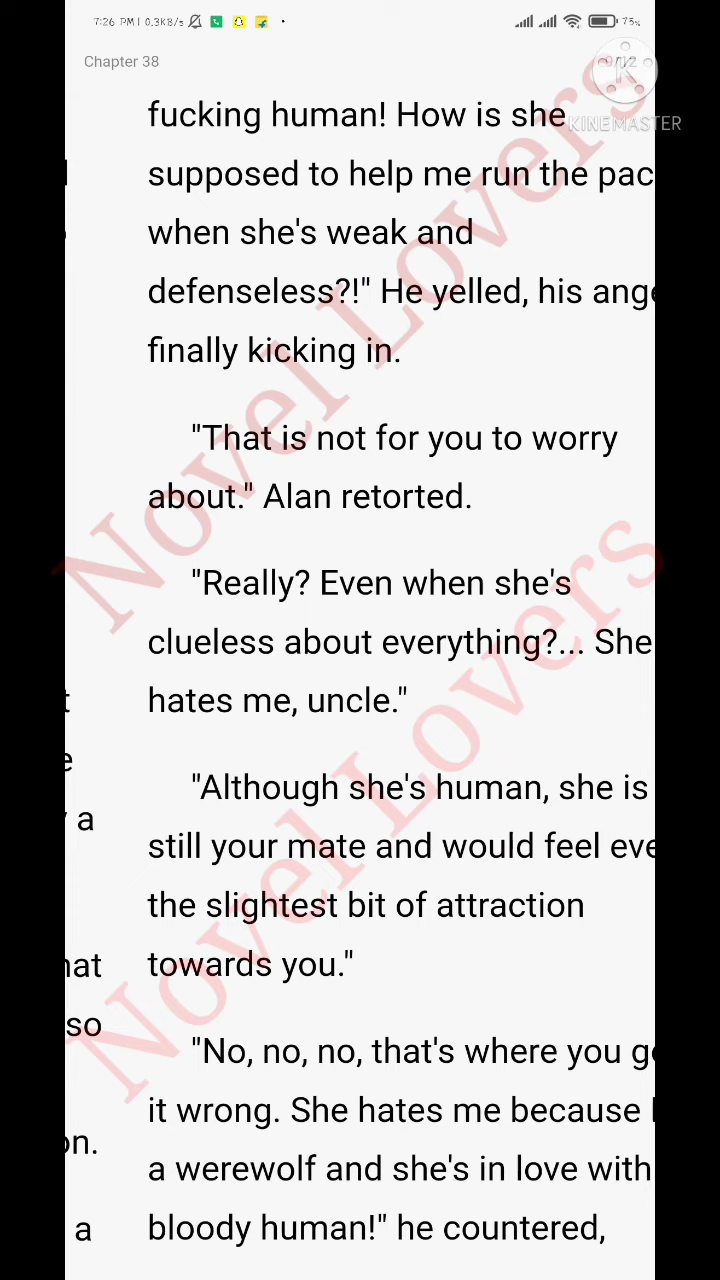 7:26 PM | 0.3KB/s
75%
Chapter 38
KINEMASTER
fucking human! How is she
supposed to help me run the pac
when she's weak and
defenseless?!" He yelled, his ange
finally kicking in.
"That is not for you to worry
about." Alan retorted.
"Really? Even when she's
clueless about everything?... She
hates me, uncle."
"Although she's human, she is
still your mate and would feel eve
the slightest bit of attraction
towards you."
"No, no, no, that's where you go
it wrong. She hates me because I
a werewolf and she's in love with
bloody human!" he countered,
a
so
on.
a
Novel Lovers
Novel Lovers